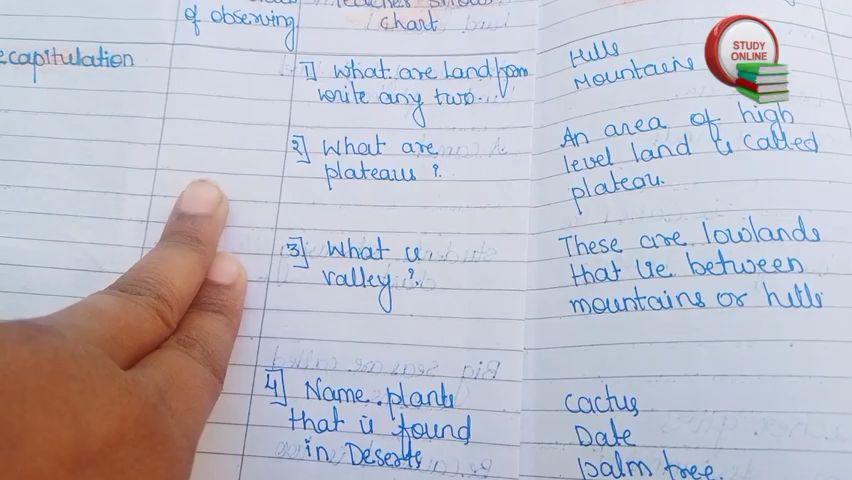 of observing
chart
ecapitulation
1] What are Landform
write any two.
Hills
Mountains
STUDY
ONLINE
2] What are
plateaus ?
An area of high
level land is called
plateau.
3] What is
valley ?
These are lowlands
that lie between
mountains or hills
4] Name plants
that is found
in Deserts
Cactus
Date
palm tree.